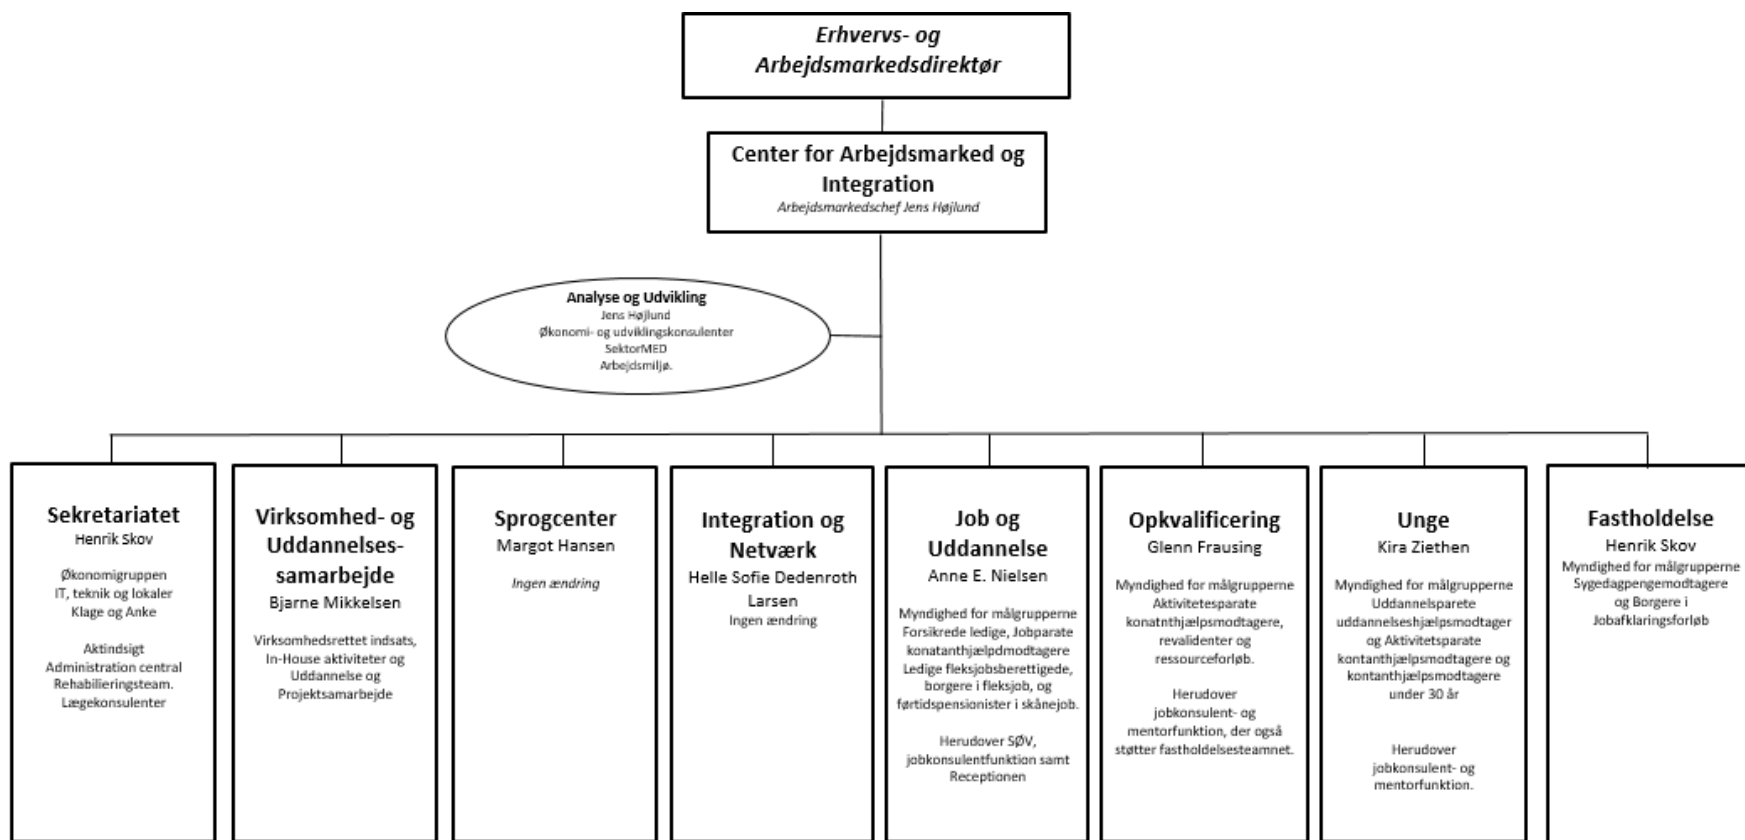 Erhvervs- og
Arbejdsmarkedsdirektør
Center for Arbejdsmarked og
Integration
Arbejdsmarkedschef Jens Højlund
Analyse og Udvikling
Jens Højlund
Økonomi- og udviklingskonsulenter
SektorMED
Arbejdsmiljø.
Sekretariatet
Henrik Skov
Økonomigruppen
IT, teknik og lokaler
Klage og Anke
Aktindsigt
Administration central
Rehabilieringsteam.
Lægekonsulenter
Virksomhed- og
Uddannelses-
samarbejde
Bjarne Mikkelsen
Virksomhedsrettet indsats,
In-House aktiviteter og
Uddannelse og
Projektsamarbejde
Sprogcenter
Margot Hansen
Ingen ændring
Integration og
Netværk
Helle Sofie Dedenroth
Larsen
Ingen ændring
Job og
Uddannelse
Anne E. Nielsen
Myndighed for målgrupperne
Forsikrede ledige, Jobparate
konatanthjælpdmodtagere
Ledige fleksjobsberettigede,
borgere i fleksjob, og
førtidspensionister i skånejob.
Herudover SØV,
jobkonsulentfunktion samt
Receptionen
Opkvalificering
Glenn Frausing
Myndighed for målgrupperne
Aktivitetesparate
konatnthjælpsmodtagere,
revalidenter og
ressourceforløb.
Herudover
jobkonsulent- og
mentorfunktion, der også
støtter fastholdelsesteamnet.
Unge
Kira Ziethen
Myndighed for målgrupperne
Uddannelsparete
uddannelseshjælpsmodtager
og Aktivitetsparate
kontanthjælpsmodtagere og
kontanthjælpsmodtagere
under 30 år
Herudover
jobkonsulent- og
mentorfunktion.
Fastholdelse
Henrik Skov
Myndighed for målgrupperne
Sygedagpengemodtagere
og Borgere i
Jobafklaringsforløb